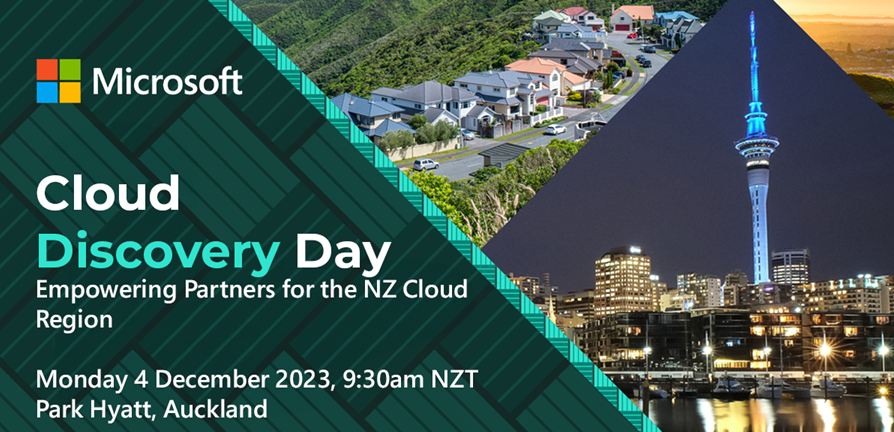 Microsoft
Cloud
Discovery Day
Empowering Partners for the NZ Cloud
Region
Monday 4 December 2023, 9:30am NZT
Park Hyatt, Auckland